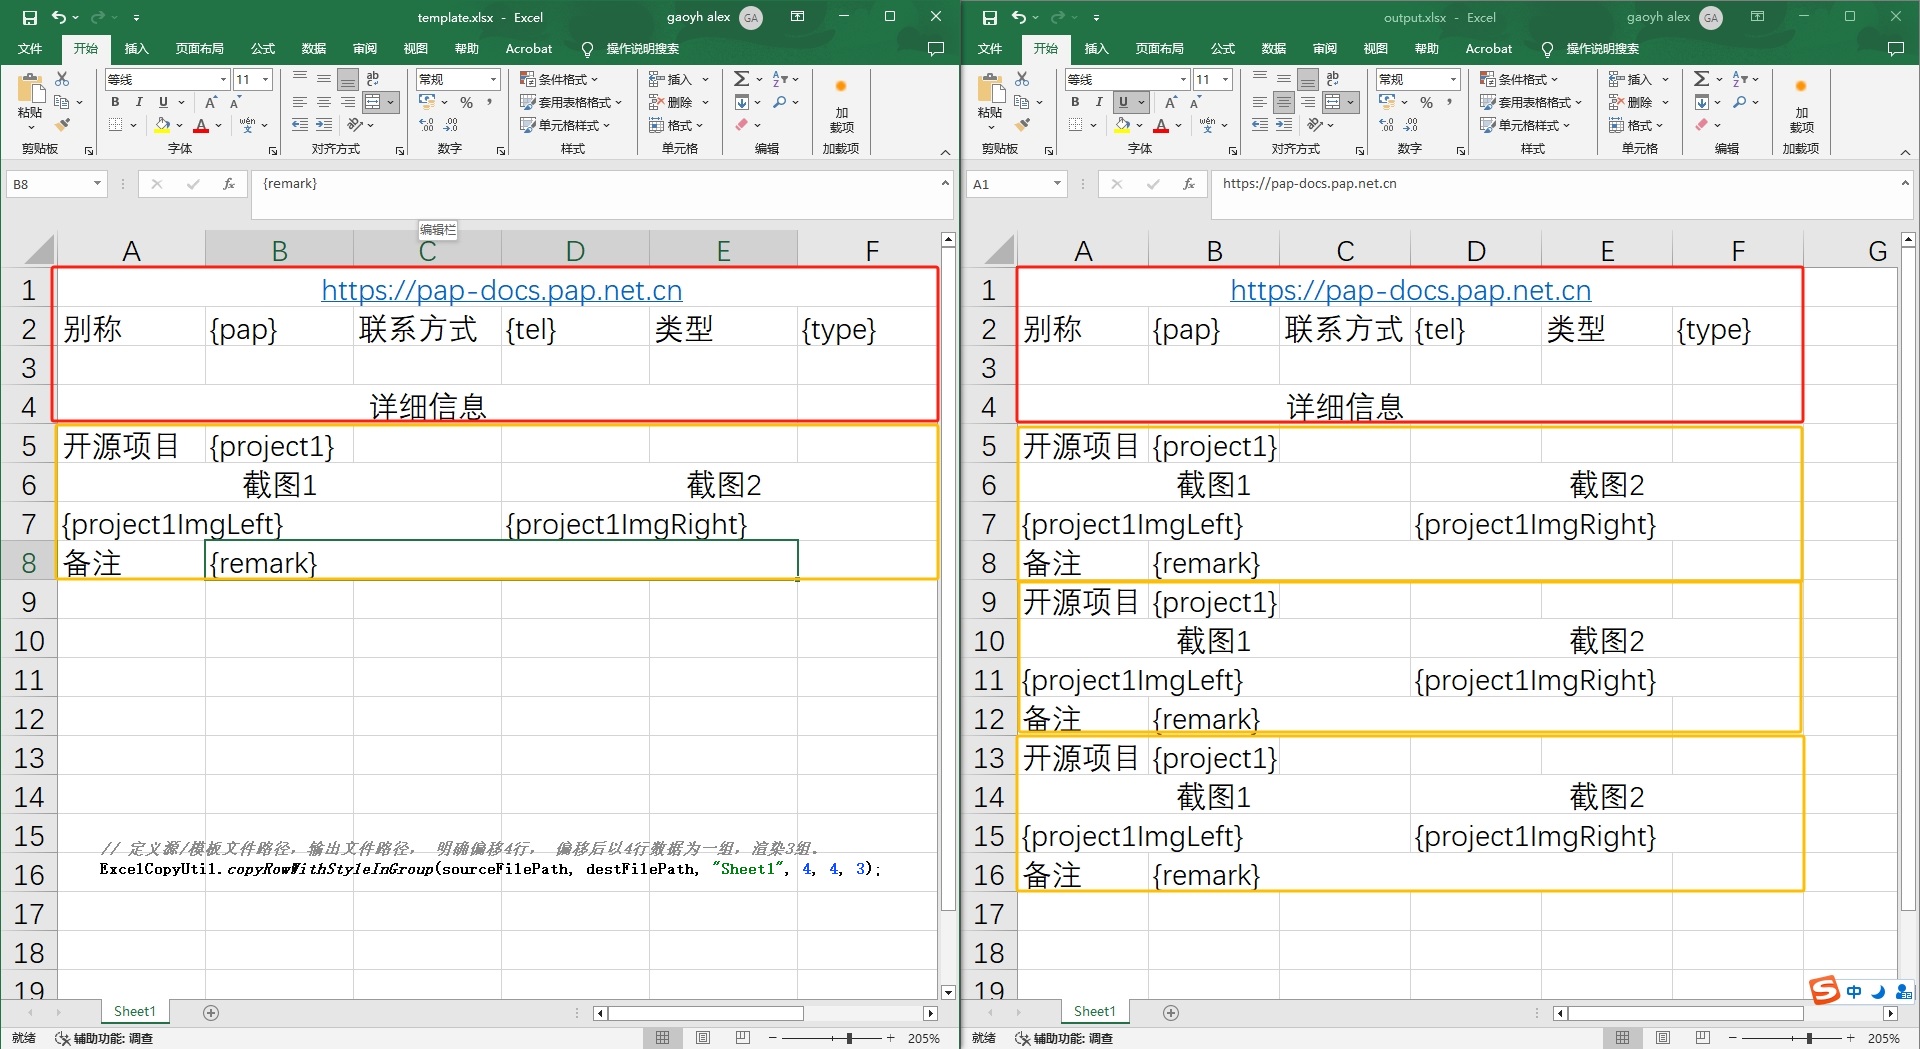 template.xlsx - Excel
gaoyh alex
GA
文件 开始 插入 页面布局 公式 数据 审阅 视图 帮助 Acrobat 操作说明搜索
粘贴
等线 11
B I U A A wén
ab
常规
% ,
条件格式
套用表格格式
单元格样式
插入
删除
格式
加
载项
剪贴板 字体 对齐方式 数字 样式 单元格 编辑 加载项
B8 fx {remark}
编辑栏
A B C D E F
1 https://pap-docs.pap.net.cn
2 别称 {pap} 联系方式 {tel} 类型 {type}
3
4 详细信息
5 开源项目 {project1}
6 截图1 截图2
7 {project1ImgLeft} {project1ImgRight}
8 备注 {remark}
9
10
11
12
13
14
15
// 定义源/模板文件路径，输出文件路径， 明确偏移4行， 偏移后以4行数据为一组，渲染3组。
16 ExcelCopyUtil.copyRowWithStyleInGroup(sourceFilePath, destFilePath, "Sheet1", 4, 4, 3);
17
18
19
Sheet1
就绪 辅助功能: 调查 205%
output.xlsx - Excel
gaoyh alex
GA
文件 开始 插入 页面布局 公式 数据 审阅 视图 帮助 Acrobat 操作说明搜索
粘贴
等线 11
B I U A A wén
ab
常规
% ,
条件格式
套用表格格式
单元格样式
插入
删除
格式
加
载项
剪贴板 字体 对齐方式 数字 样式 单元格 编辑 加载项
A1 fx https://pap-docs.pap.net.cn
A B C D E F G
1 https://pap-docs.pap.net.cn
2 别称 {pap} 联系方式 {tel} 类型 {type}
3
4 详细信息
5 开源项目 {project1}
6 截图1 截图2
7 {project1ImgLeft} {project1ImgRight}
8 备注 {remark}
9 开源项目 {project1}
10 截图1 截图2
11 {project1ImgLeft} {project1ImgRight}
12 备注 {remark}
13 开源项目 {project1}
14 截图1 截图2
15 {project1ImgLeft} {project1ImgRight}
16 备注 {remark}
17
18
19
S 中
Sheet1
就绪 辅助功能: 调查 205%